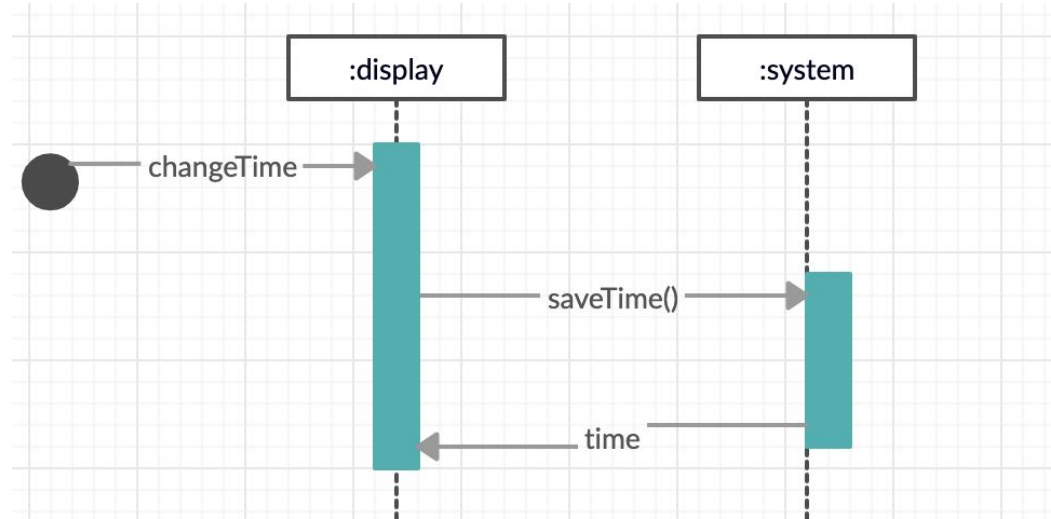 :display
:system
changeTime
saveTime()
time